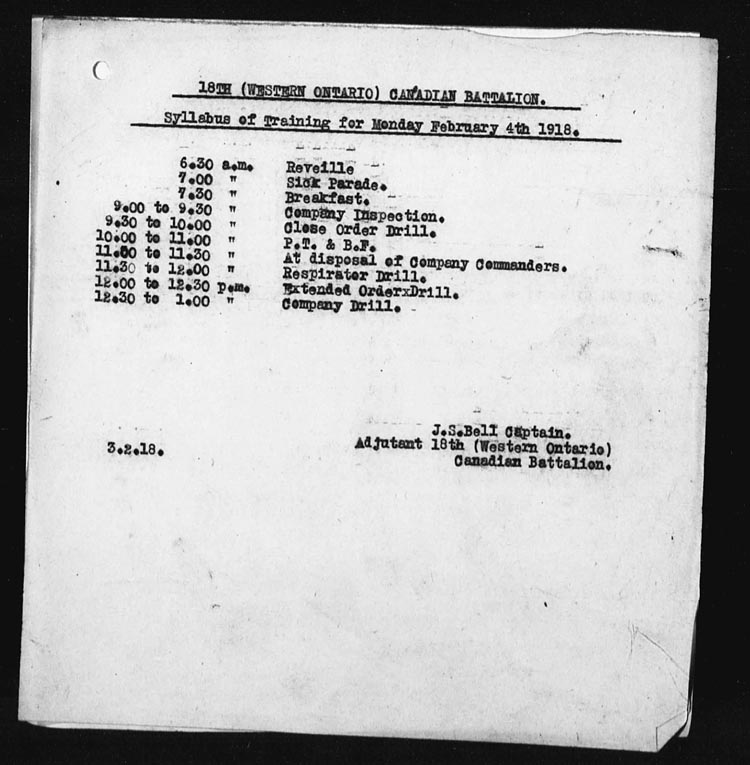 18TH (WESTERN ONTARIO) CANADIAN BATTALION.
Syllabus of Training for Monday February 4th 1918.
6.30 a.m. Reveille
7.00 " Sick Parade.
7.30 " Breakfast.
9.00 to 9.30 " Company Inspection.
9.30 to 10.00 " Close Order Drill.
10.00 to 11.00 " P.T. & B.F.
11.00 to 11.30 " At disposal of Company Commanders.
11.30 to 12.00 " Respirator Drill.
12.00 to 12.30 p.m. Extended OrderxDrill.
12.30 to 1.00 " Company Drill.
J.S.Bell Captain.
3.2.18. Adjutant 18th (Western Ontario)
Canadian Battalion.